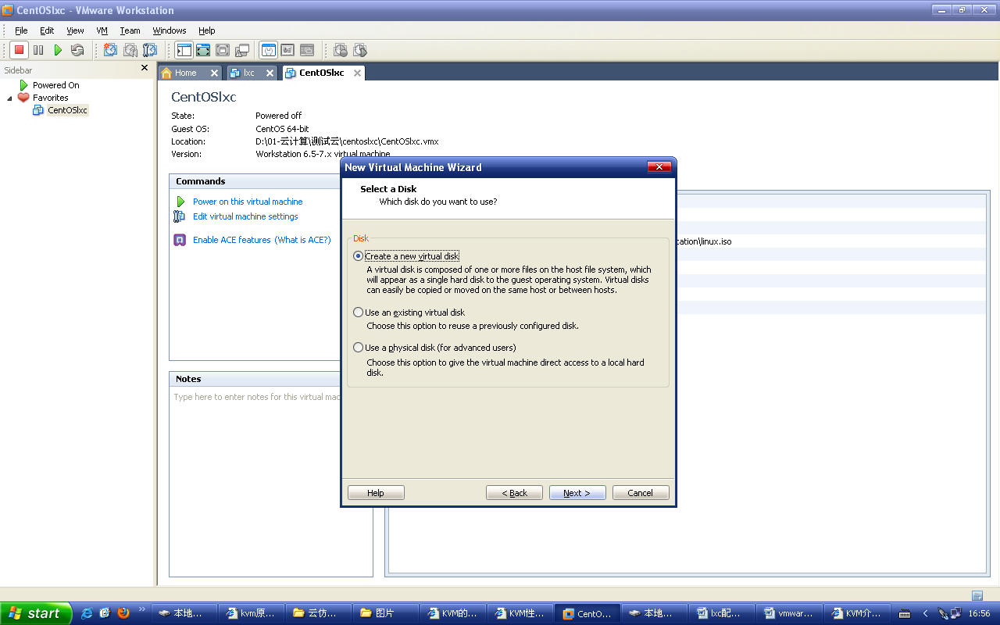 CentOSlxc - VMware Workstation
File Edit View VM Team Windows Help
Sidebar
Powered On
Favorites
CentOSlxc
Home lxc CentOSlxc
CentOSlxc
State: Powered off
Guest OS: CentOS 64-bit
Location: D:\01-云计算\测试云\centoslxc\CentOSlxc.vmx
Version: Workstation 6.5-7.x virtual machine
Commands
Power on this virtual machine
Edit virtual machine settings
Enable ACE features (What is ACE?)
Notes
Type here to enter notes for this virtual mac
cation\linux.iso
New Virtual Machine Wizard
Select a Disk
Which disk do you want to use?
Disk
Create a new virtual disk
A virtual disk is composed of one or more files on the host file system, which
will appear as a single hard disk to the guest operating system. Virtual disks
can easily be copied or moved on the same host or between hosts.
Use an existing virtual disk
Choose this option to reuse a previously configured disk.
Use a physical disk (for advanced users)
Choose this option to give the virtual machine direct access to a local hard
disk.
Help < Back Next > Cancel
start 本地... kvm原... 云仿... 图片 KVM的... KVM性... CentO... 本地... lxc配... vmwar... KVM介... 16:56